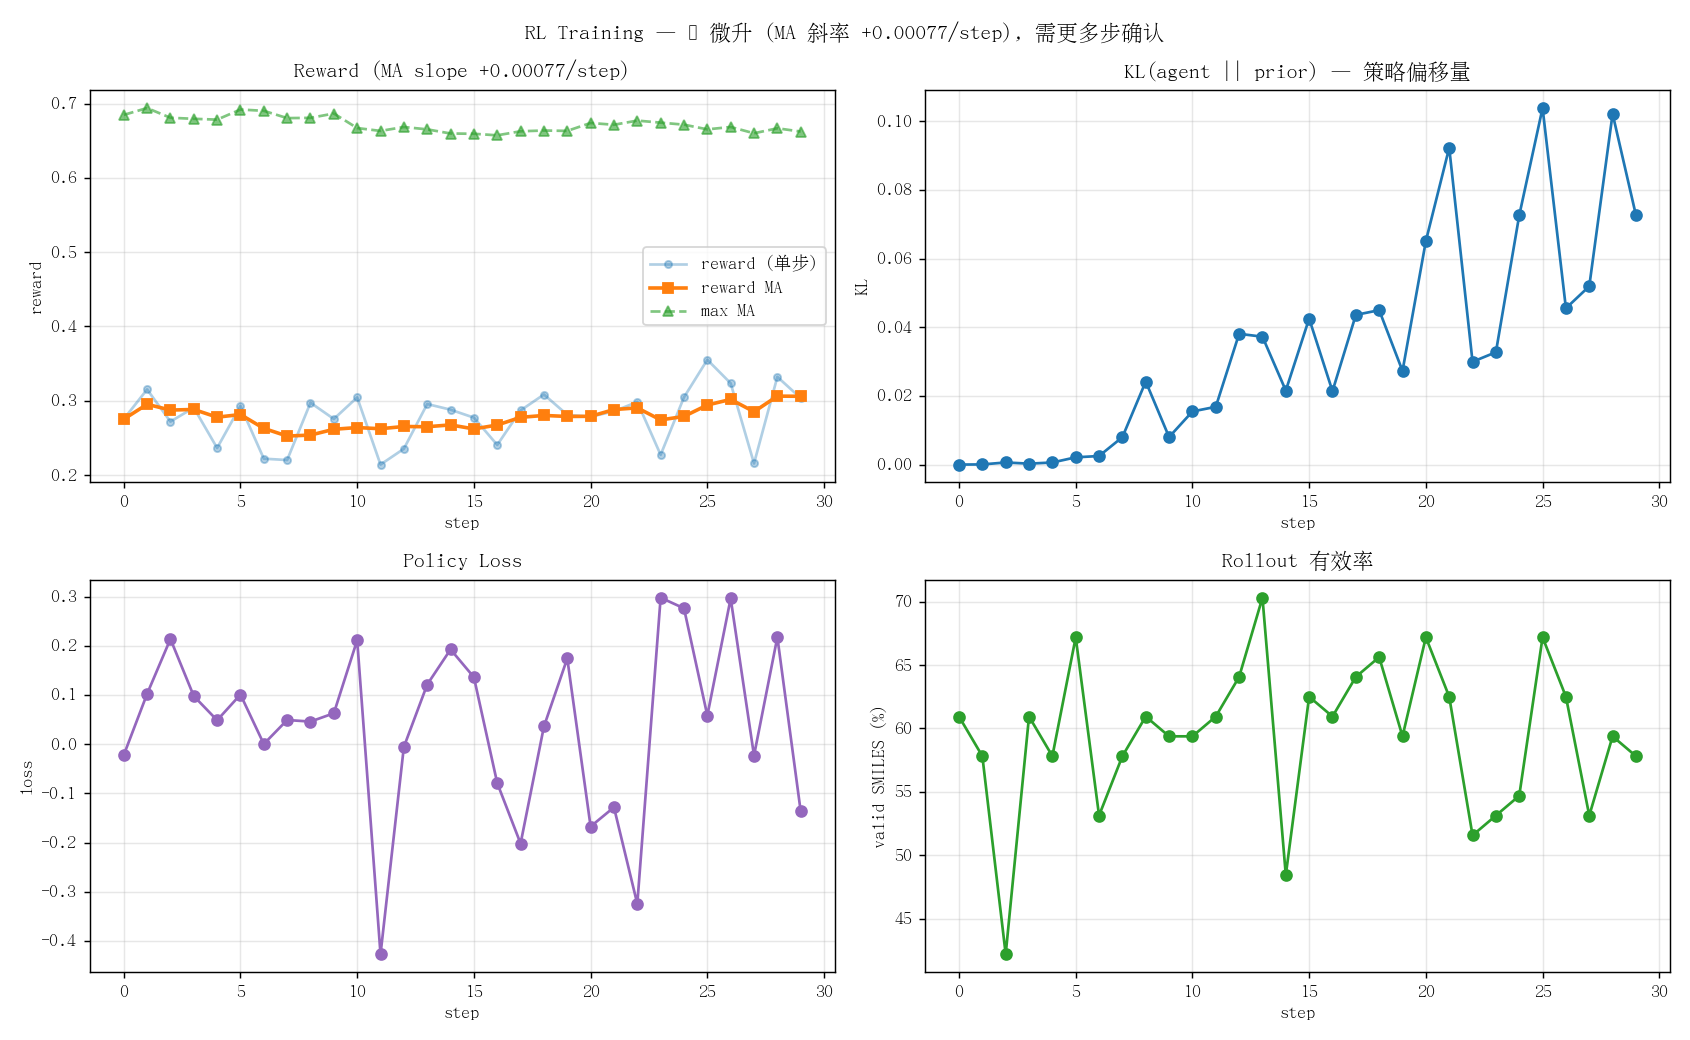 RL Training — ▯ 微升 (MA 斜率 +0.00077/step), 需更多步确认
Reward (MA slope +0.00077/step)
0.7
0.6
0.5
0.4
0.3
0.2
reward
reward (单步)
reward MA
max MA
0 5 10 15 20 25 30
step
KL(agent || prior) — 策略偏移量
0.10
0.08
0.06
0.04
0.02
0.00
KL
0 5 10 15 20 25 30
step
Policy Loss
0.3
0.2
0.1
0.0
-0.1
-0.2
-0.3
-0.4
loss
0 5 10 15 20 25 30
step
Rollout 有效率
70
65
60
55
50
45
valid SMILES (%)
0 5 10 15 20 25 30
step